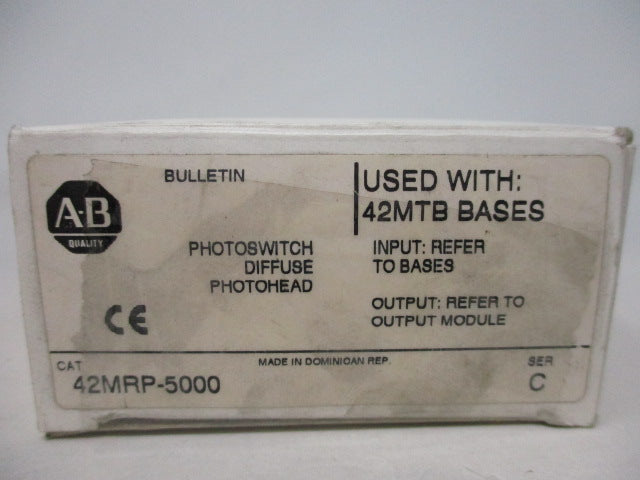 A-B
QUALITY
BULLETIN
PHOTOSWITCH
DIFFUSE
PHOTOHEAD
CE
USED WITH:
42MTB BASES
INPUT: REFER
TO BASES
OUTPUT: REFER TO
OUTPUT MODULE
CAT
42MRP-5000
MADE IN DOMINICAN REP.
SER
C